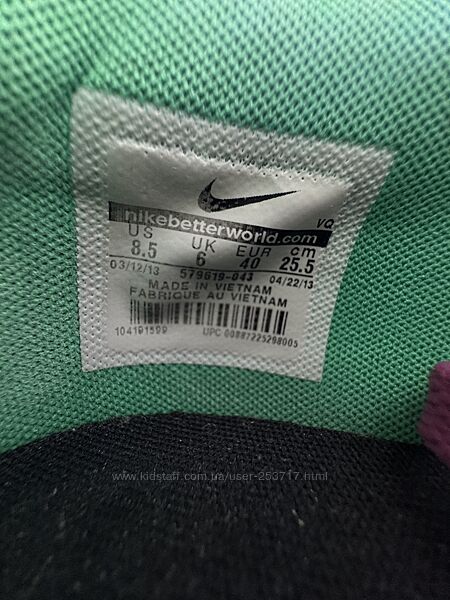 nikebetterworld.com VQ
US UK EUR cm
8.5 6 40 25.5
03/12/13 579619-043 04/22/13
MADE IN VIETNAM
FABRIQUE AU VIETNAM
104191599 UPC 00887225298005
www.kidstaff.com.ua/user-253717.html